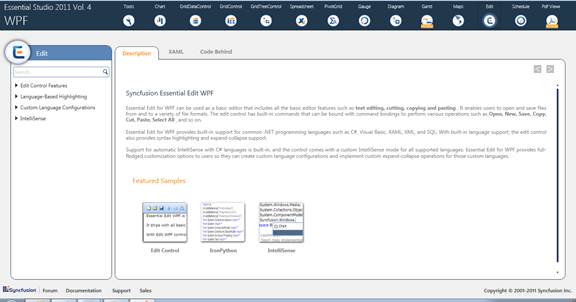 Essential Studio 2011 Vol. 4
WPF
Tools Chart GridDataControl GridControl GridTreeControl Spreadsheet PivotGrid Gauge Diagram Gantt Maps Edit Schedule Pdf Viewer
Edit
Search...
Edit Control Features
Language-Based Highlighting
Custom Language Configurations
IntelliSense
Description XAML Code Behind
Syncfusion Essential Edit WPF
Essential Edit for WPF can be used as a basic editor that includes all the basic editor features such as text editing, cutting, copying and pasting . It enables users to open and save files
from and to a variety of file formats. The edit control has built-in commands that can be bound with command bindings to perform various operations such as Open, New, Save, Copy,
Cut, Paste, Select All , and so on.
Essential Edit for WPF provides built-in support for common .NET programming languages such as C#, Visual Basic, XAML, XML, and SQL. With built-in language support, the edit control
also provides syntax highlighting and expand-collapse support.
Support for automatic IntelliSense with C# languages is built-in, and the control comes with a custom IntelliSense mode for all supported languages. Essential Edit for WPF provides full-
fledged customization options to users so they can create custom language configurations and implement custom expand-collapse operations for those custom languages.
Featured Samples
Essential Edit WPF is
It ships with all basic
With Edit WPF control
System.Windows.Media;
System.Collections.Objec
System.ComponentMode
Syncfusion.Windows.
Edit Control IronPython IntelliSense
Syncfusion Forum Documentation Support Sales
Copyright © 2001-2011 Syncfusion Inc.